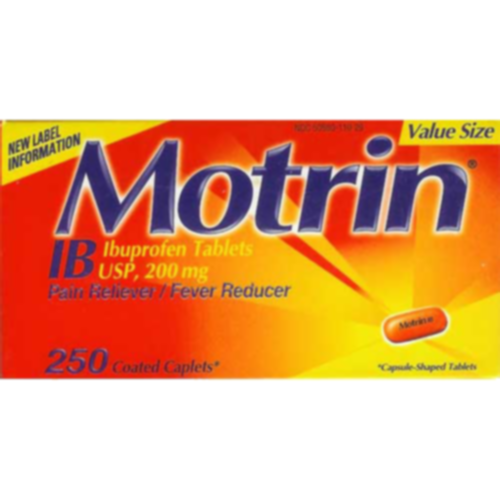 NEW LABEL
INFORMATION
Value Size
Motrin®
IB Ibuprofen Tablets
USP, 200 mg
Pain Reliever / Fever Reducer
250 Coated Caplets*
*Capsule-Shaped Tablets